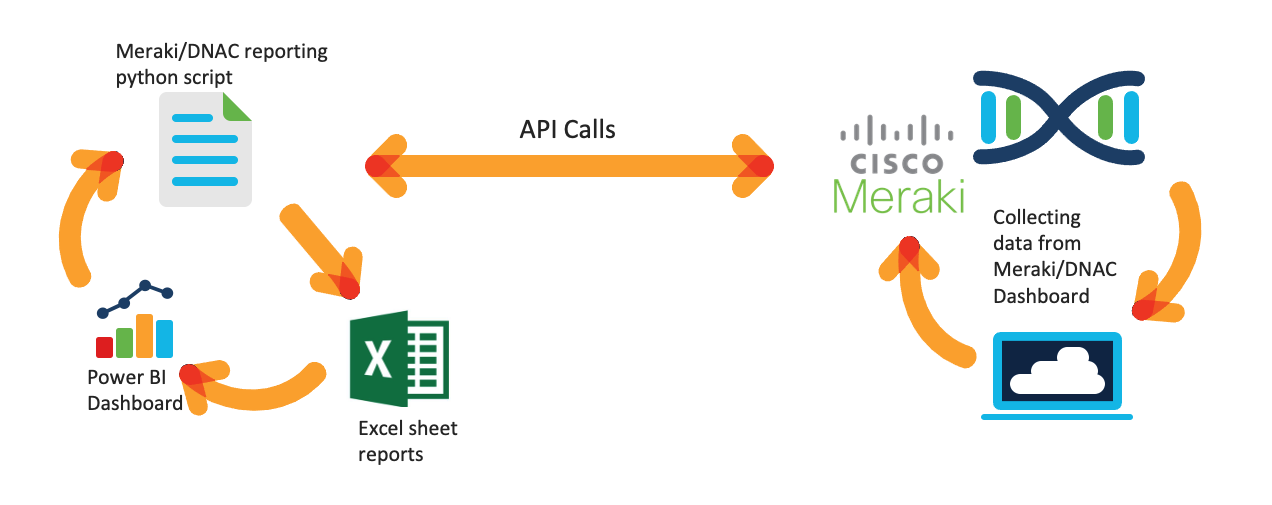 Meraki/DNAC reporting
python script
API Calls
CISCO
Meraki
Collecting
data from
Meraki/DNAC
Dashboard
Power BI
Dashboard
X
Excel sheet
reports